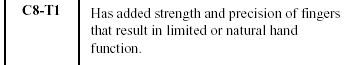 C8-T1
Has added strength and precision of fingers
that result in limited or natural hand
function.